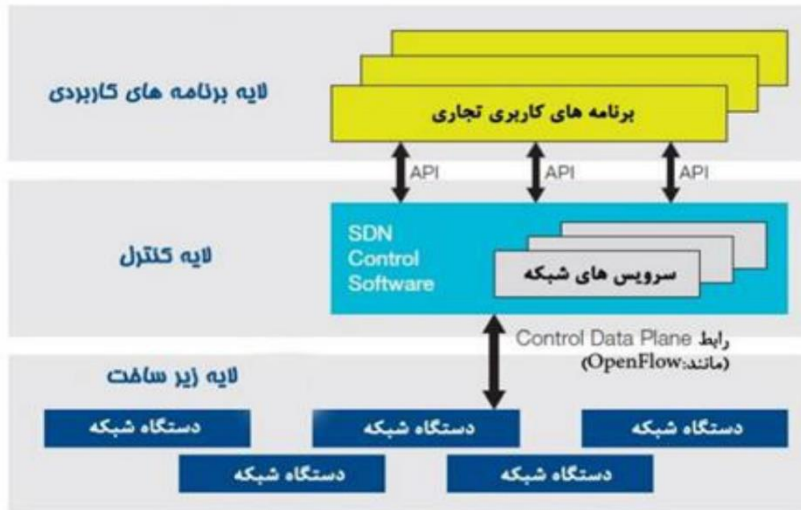 لایه برنامه های کاربردی
برنامه های کاربری تجاری
API
API
API
لایه کنترل
SDN
Control
Software
سرویس های شبکه
رابط Control Data Plane
(مانند:OpenFlow)
لایه زیر ساخت
دستگاه شبکه
دستگاه شبکه
دستگاه شبکه
دستگاه شبکه
دستگاه شبکه